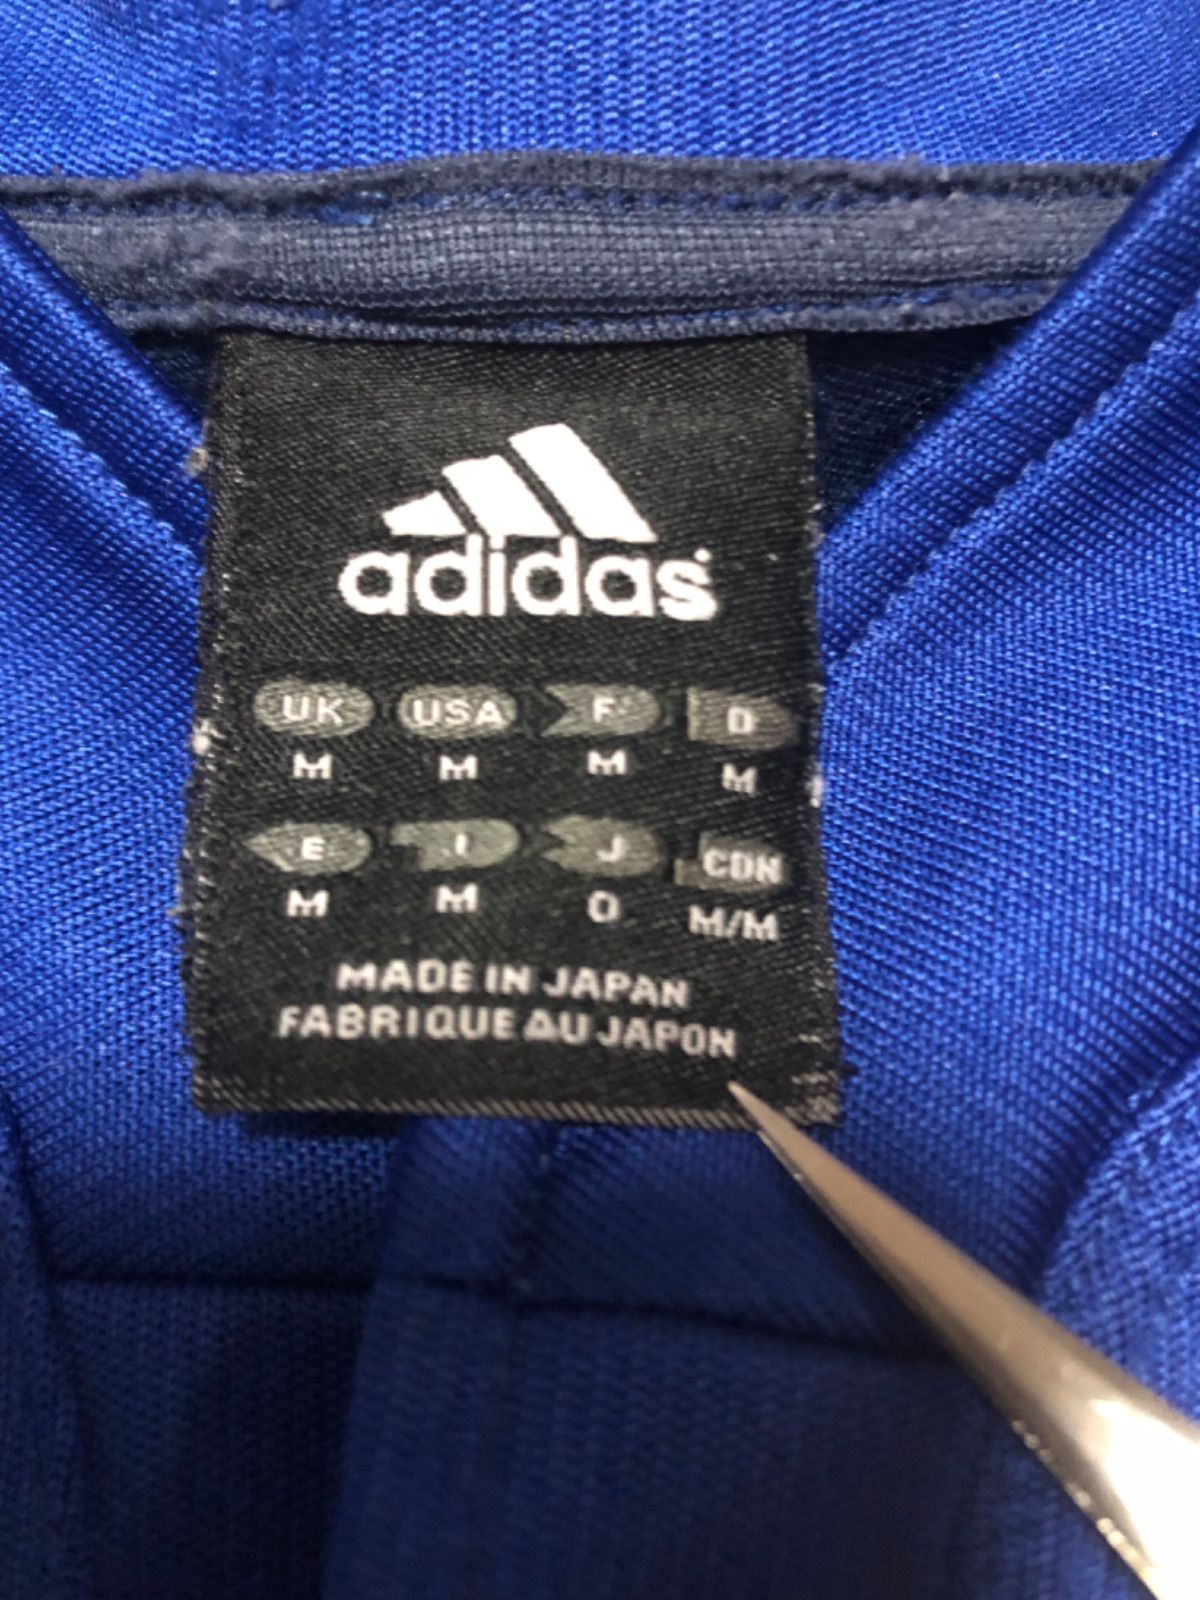 adidas
UK USA F D
M M M M
E I J CDN
M M O M/M
MADE IN JAPAN
FABRIQUE AU JAPON